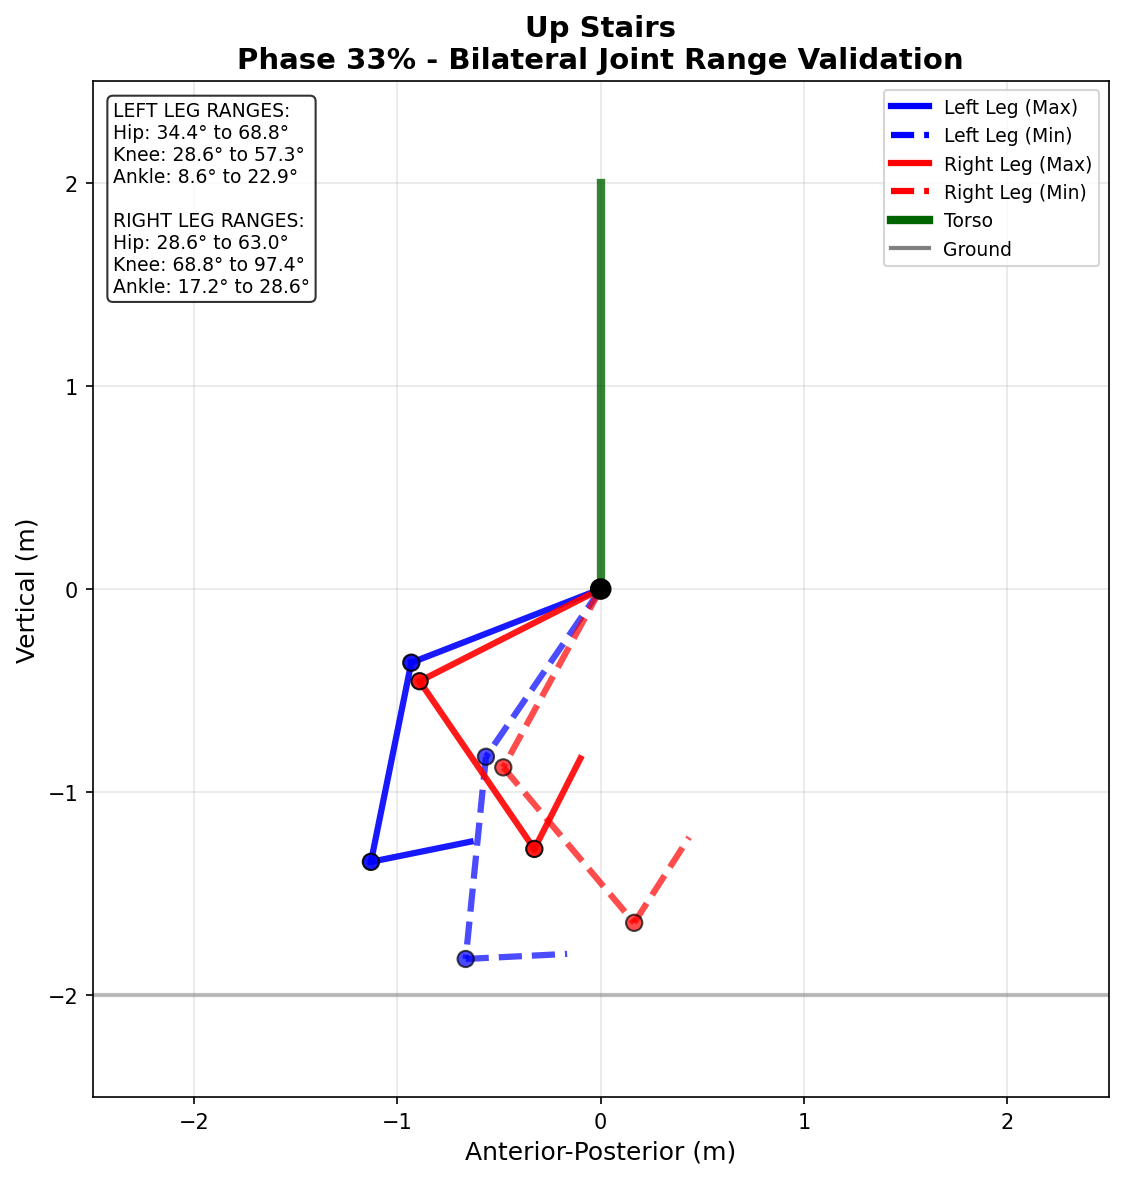 Up Stairs
Phase 33% - Bilateral Joint Range Validation
LEFT LEG RANGES:
Hip: 34.4° to 68.8°
Knee: 28.6° to 57.3°
Ankle: 8.6° to 22.9°
RIGHT LEG RANGES:
Hip: 28.6° to 63.0°
Knee: 68.8° to 97.4°
Ankle: 17.2° to 28.6°
Left Leg (Max)
Left Leg (Min)
Right Leg (Max)
Right Leg (Min)
Torso
Ground
2
1
0
−1
−2
Vertical (m)
−2
−1
0
1
2
Anterior-Posterior (m)